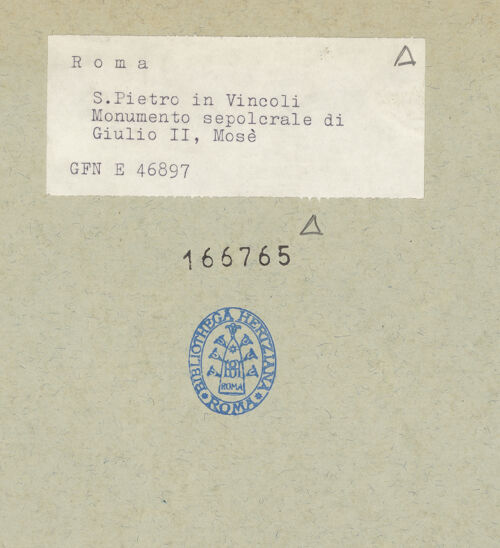 Roma
S.Pietro in Vincoli
Monumento sepolcrale di
Giulio II, Mosè
GFN E 46897
166765
BIBLIOTHECA HERTZIANA
ROMA
ROMA